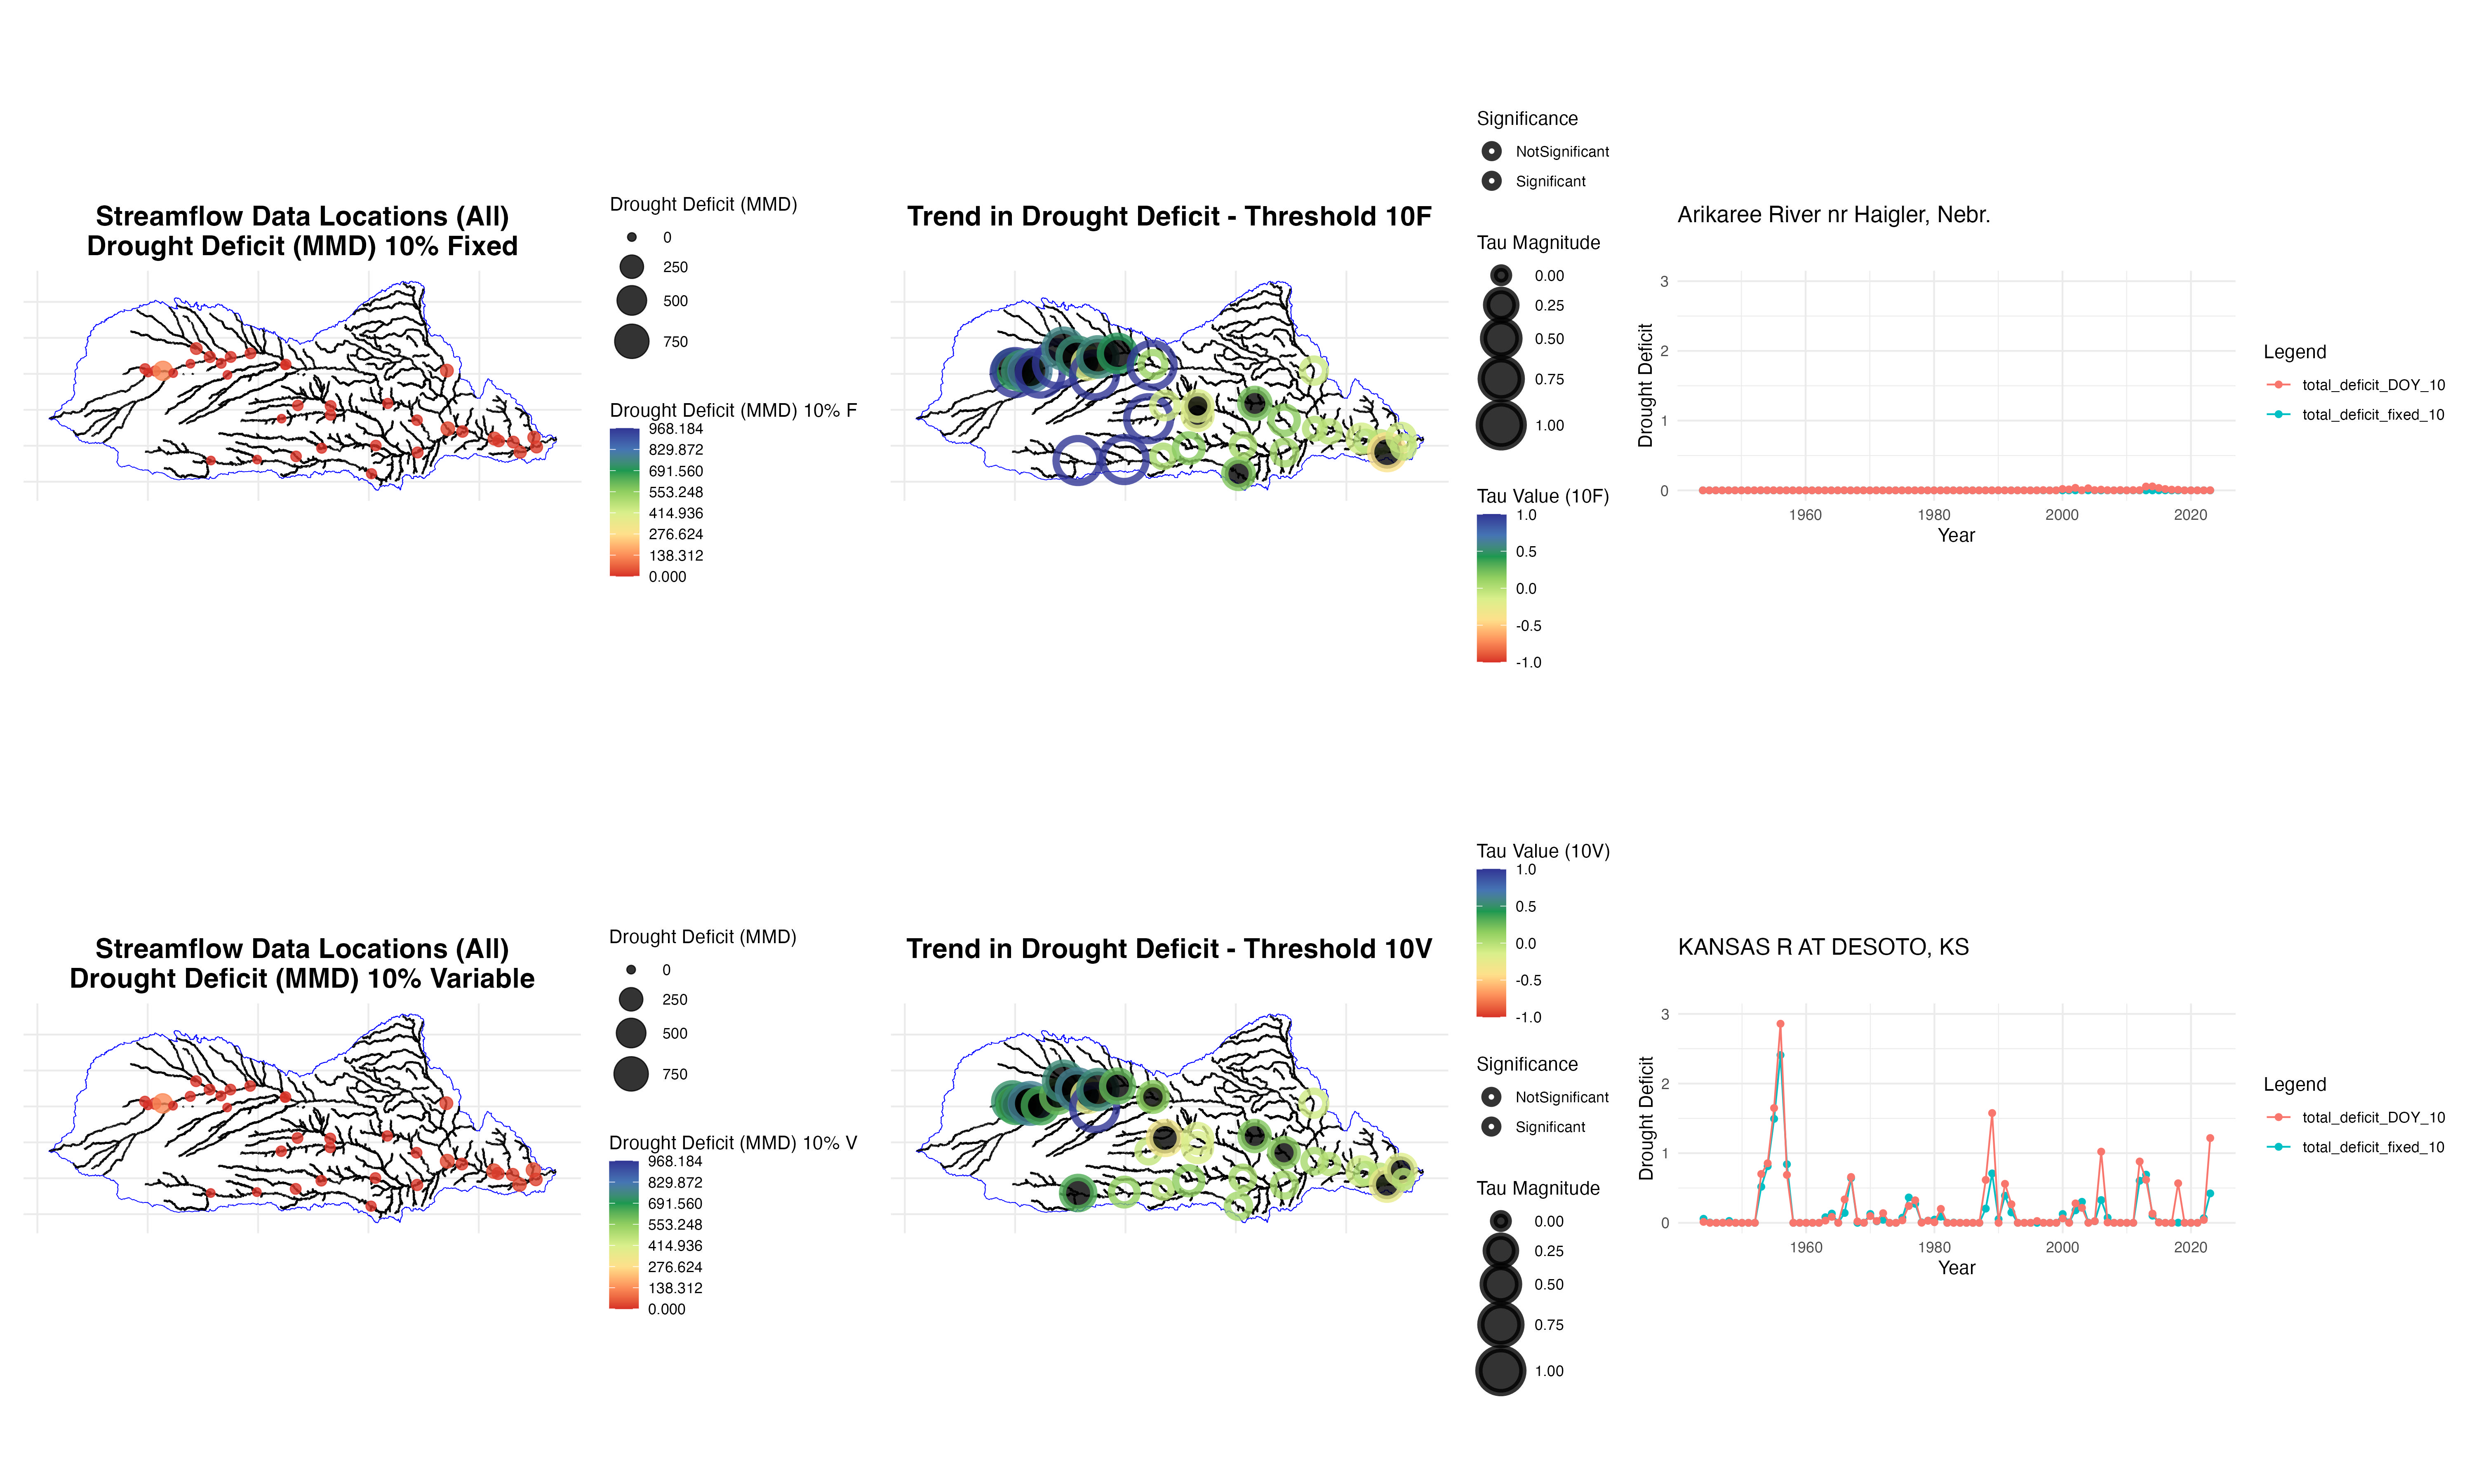 Streamflow Data Locations (All)
Drought Deficit (MMD) 10% Fixed
Drought Deficit (MMD)
0
250
500
750
Drought Deficit (MMD) 10% F
968.184
829.872
691.560
553.248
414.936
276.624
138.312
0.000
Trend in Drought Deficit - Threshold 10F
Significance
NotSignificant
Significant
Tau Magnitude
0.00
0.25
0.50
0.75
1.00
Tau Value (10F)
1.0
0.5
0.0
-0.5
-1.0
Arikaree River nr Haigler, Nebr.
Drought Deficit
3
2
1
0
1960
1980
2000
2020
Year
Legend
total_deficit_DOY_10
total_deficit_fixed_10
Streamflow Data Locations (All)
Drought Deficit (MMD) 10% Variable
Drought Deficit (MMD)
0
250
500
750
Drought Deficit (MMD) 10% V
968.184
829.872
691.560
553.248
414.936
276.624
138.312
0.000
Trend in Drought Deficit - Threshold 10V
Tau Value (10V)
1.0
0.5
0.0
-0.5
-1.0
Significance
NotSignificant
Significant
Tau Magnitude
0.00
0.25
0.50
0.75
1.00
KANSAS R AT DESOTO, KS
Drought Deficit
3
2
1
0
1960
1980
2000
2020
Year
Legend
total_deficit_DOY_10
total_deficit_fixed_10